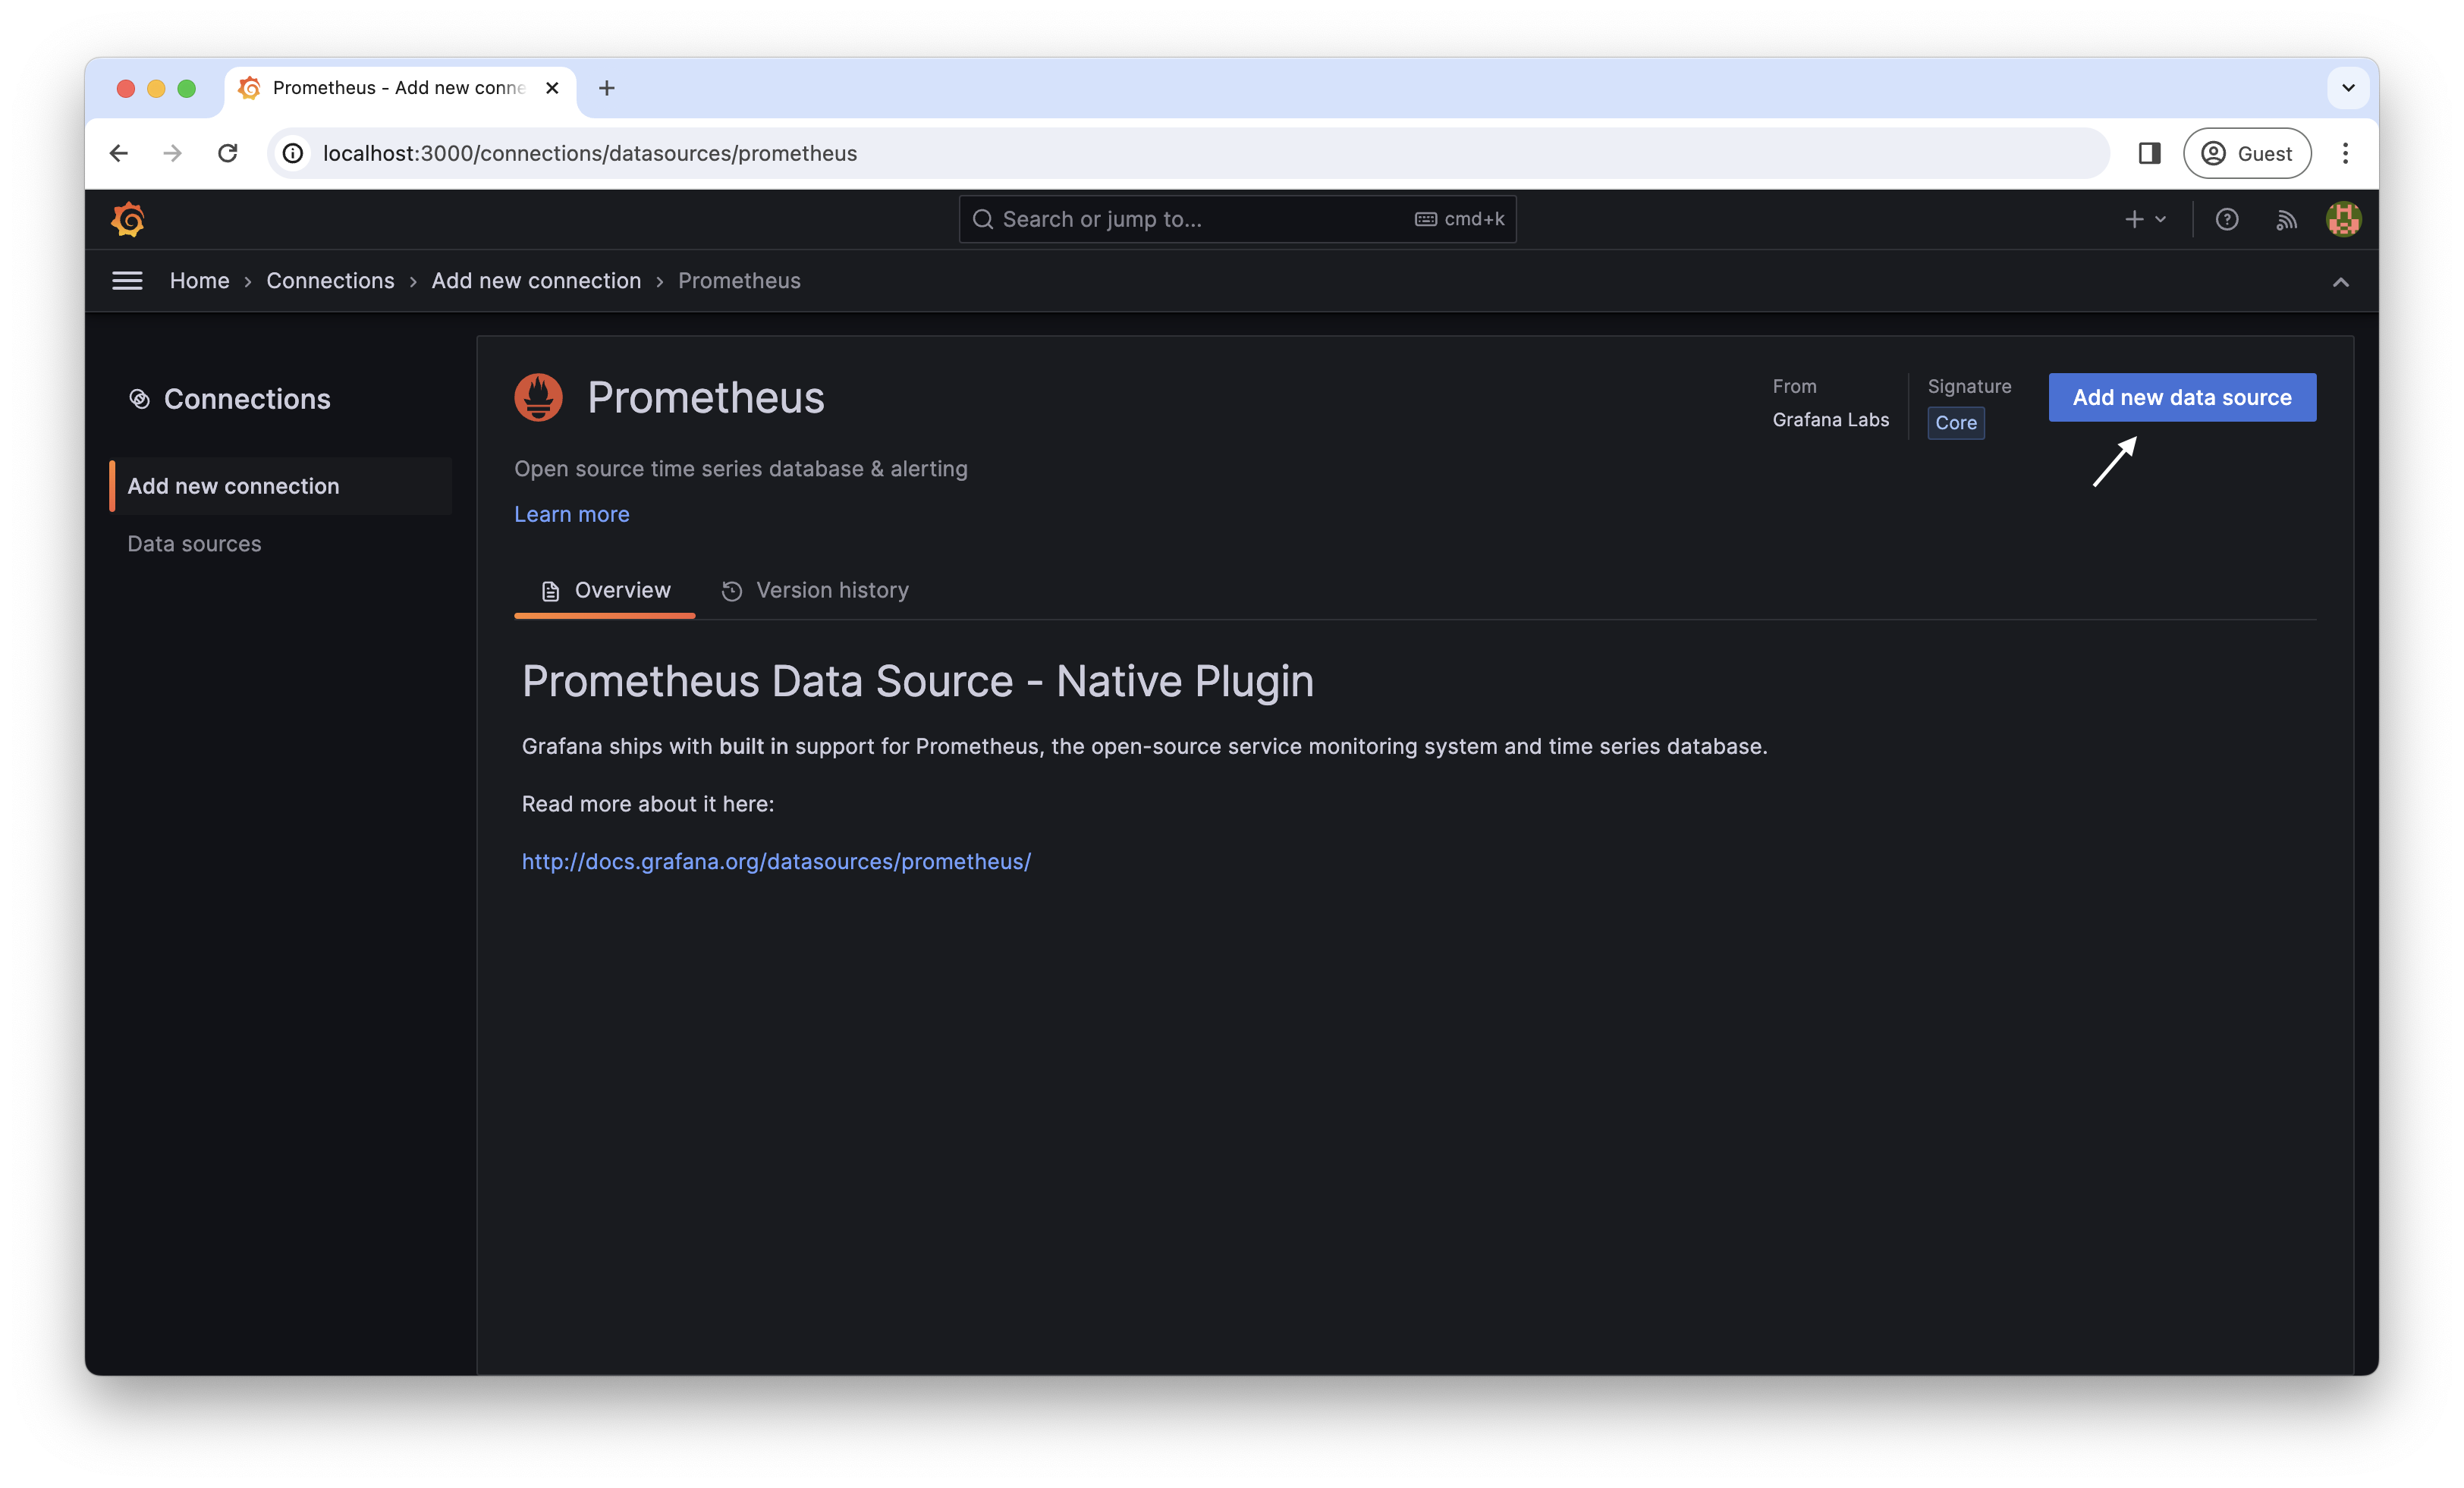 Prometheus - Add new conne
localhost:3000/connections/datasources/prometheus
Guest
Search or jump to...
cmd+k
Home › Connections › Add new connection › Prometheus
Connections
Add new connection
Data sources
Prometheus
From
Grafana Labs
Signature
Core
Add new data source
Open source time series database & alerting
Learn more
Overview
Version history
Prometheus Data Source - Native Plugin
Grafana ships with built in support for Prometheus, the open-source service monitoring system and time series database.
Read more about it here:
http://docs.grafana.org/datasources/prometheus/